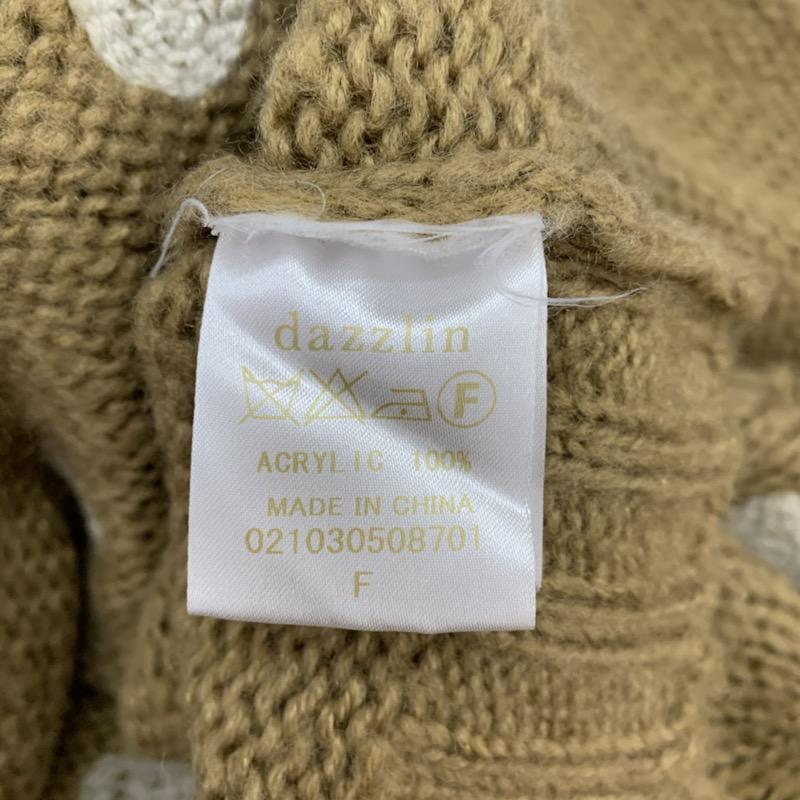 dazzlin
F
ACRYLIC 100%
MADE IN CHINA
021030508701
F